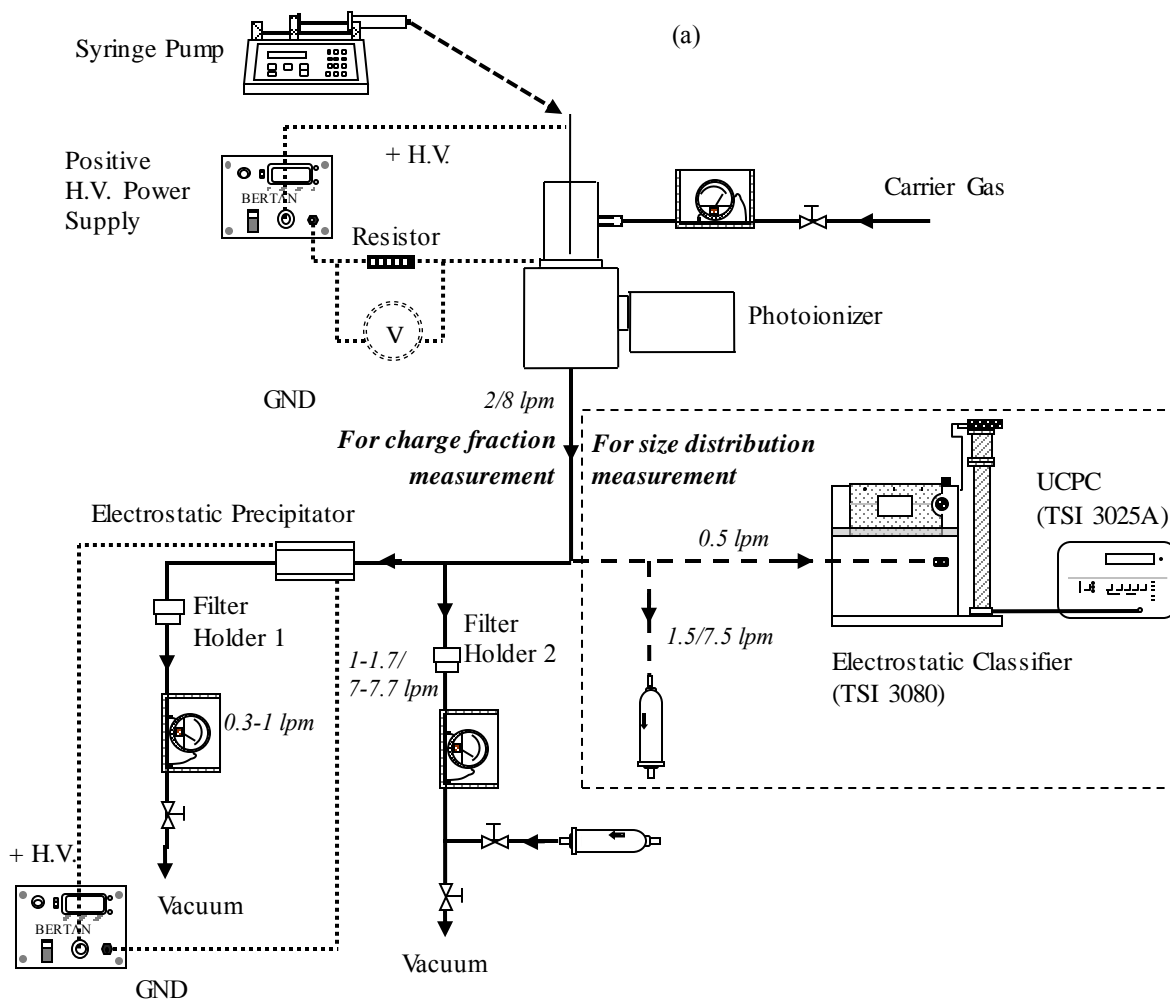 (a)
Syringe Pump
+ H.V.
Positive
H.V. Power
Supply
BERTAN
Carrier Gas
Resistor
V
Photoionizer
GND
2/8 lpm
For charge fraction
measurement
For size distribution
measurement
UCPC
(TSI 3025A)
Electrostatic Precipitator
0.5 lpm
Filter
Holder 1
Filter
Holder 2
1-1.7/
7-7.7 lpm
1.5/7.5 lpm
Electrostatic Classifier
(TSI 3080)
0.3-1 lpm
+ H.V.
Vacuum
BERTAN
Vacuum
GND